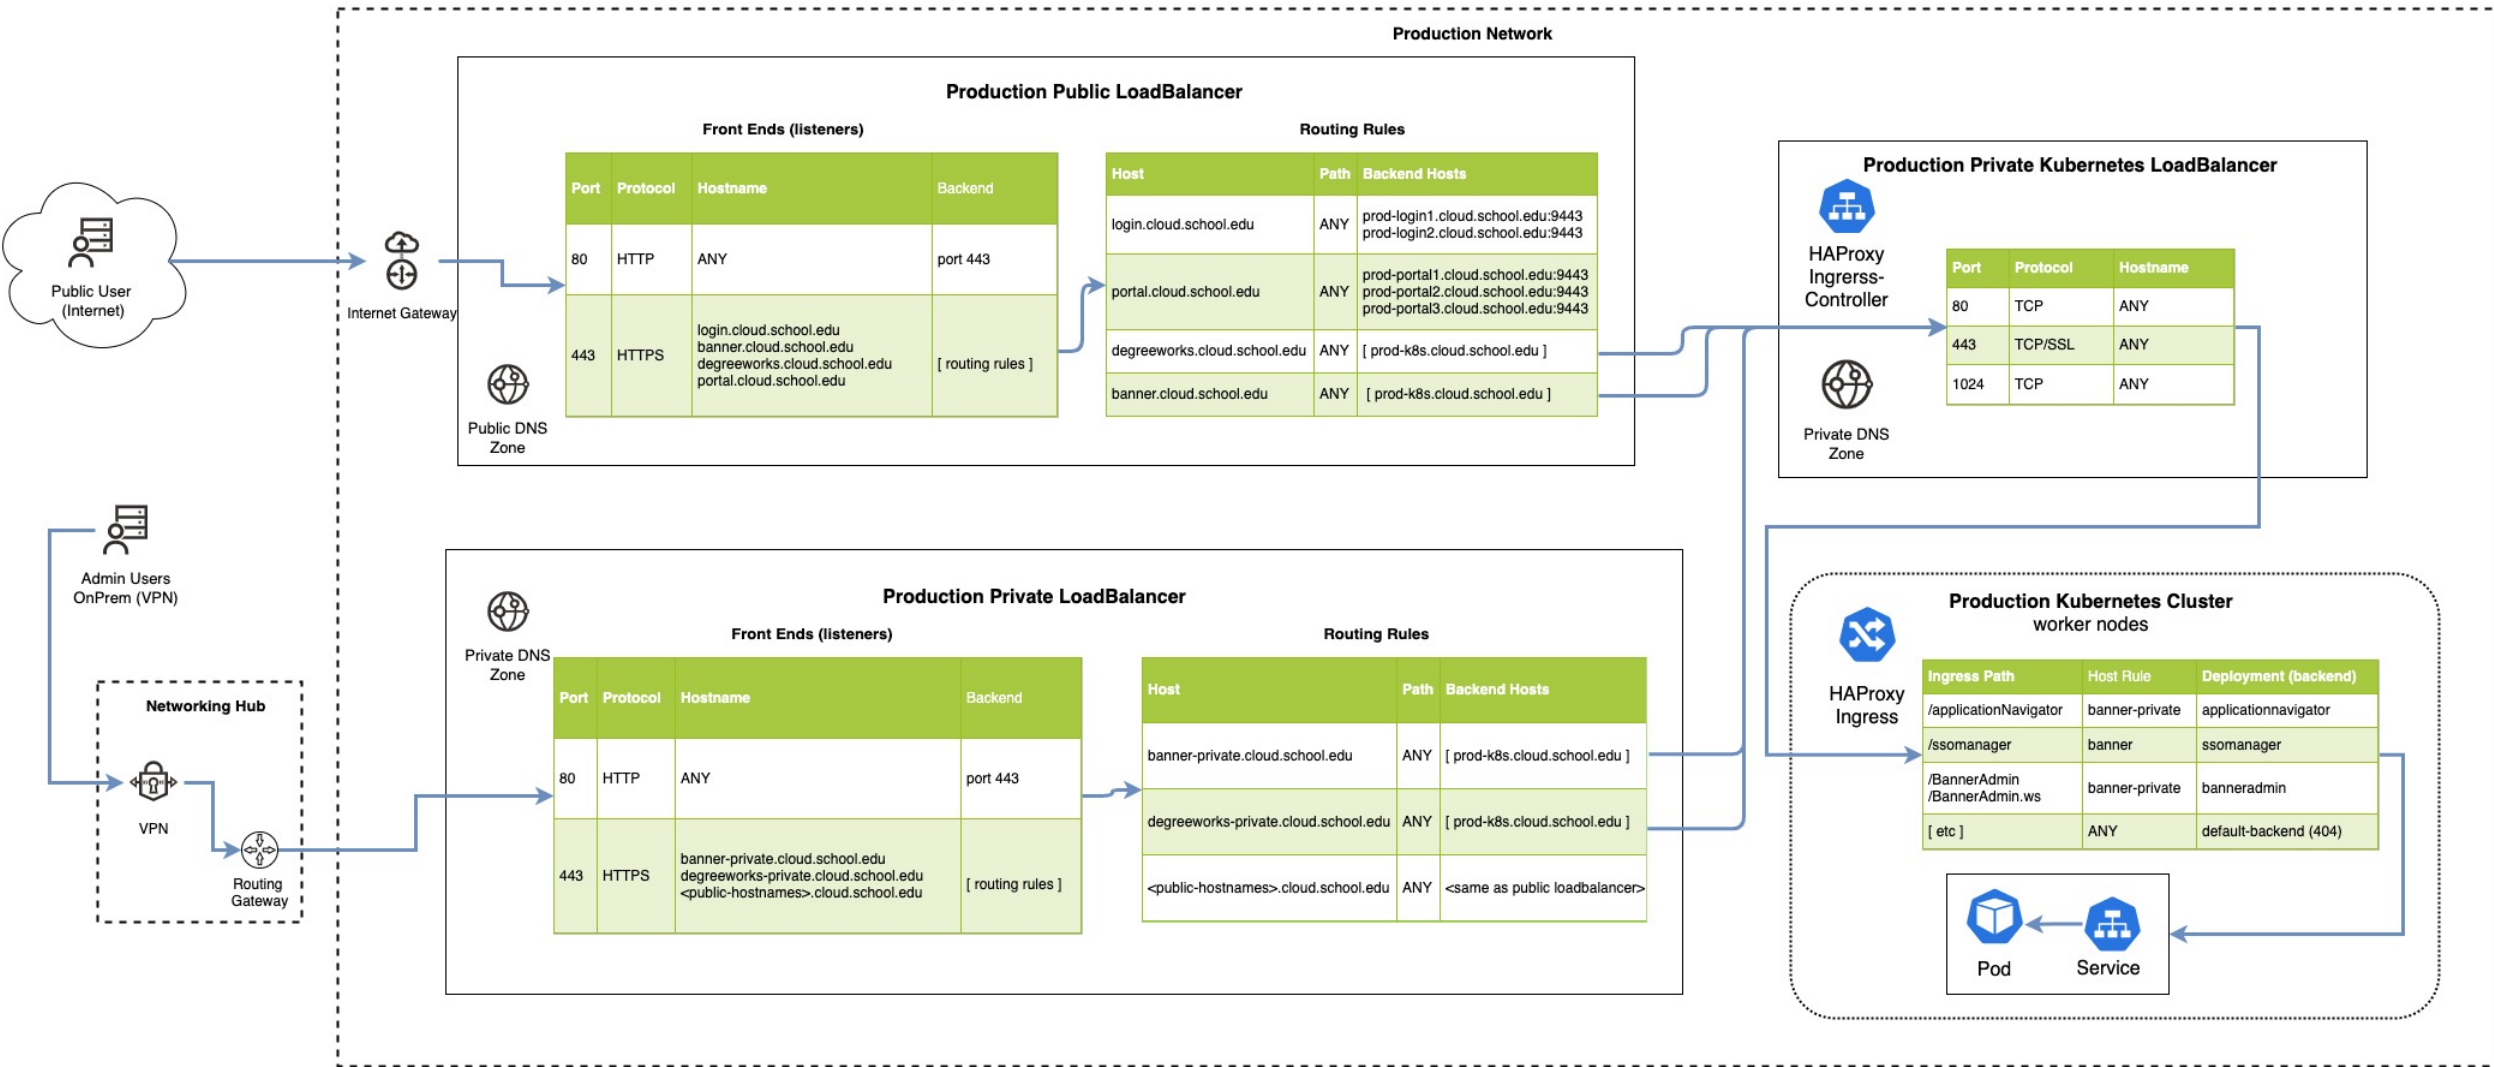 Production Network
Production Public LoadBalancer
Front Ends (listeners)
Port Protocol Hostname Backend
80 HTTP ANY port 443
443 HTTPS
login.cloud.school.edu
banner.cloud.school.edu
degreeworks.cloud.school.edu
portal.cloud.school.edu
[ routing rules ]
Routing Rules
Host Path Backend Hosts
login.cloud.school.edu ANY
prod-login1.cloud.school.edu:9443
prod-login2.cloud.school.edu:9443
portal.cloud.school.edu ANY
prod-portal1.cloud.school.edu:9443
prod-portal2.cloud.school.edu:9443
prod-portal3.cloud.school.edu:9443
degreeworks.cloud.school.edu ANY [ prod-k8s.cloud.school.edu ]
banner.cloud.school.edu ANY [ prod-k8s.cloud.school.edu ]
Public User
(Internet)
Internet Gateway
Public DNS
Zone
Production Private Kubernetes LoadBalancer
HAProxy
Ingrerss-
Controller
Port Protocol Hostname
80 TCP ANY
443 TCP/SSL ANY
1024 TCP ANY
Private DNS
Zone
Admin Users
OnPrem (VPN)
Networking Hub
VPN
Routing
Gateway
Production Private LoadBalancer
Private DNS
Zone
Front Ends (listeners)
Port Protocol Hostname Backend
80 HTTP ANY port 443
443 HTTPS
banner-private.cloud.school.edu
degreeworks-private.cloud.school.edu
<public-hostnames>.cloud.school.edu
[ routing rules ]
Routing Rules
Host Path Backend Hosts
banner-private.cloud.school.edu ANY [ prod-k8s.cloud.school.edu ]
degreeworks-private.cloud.school.edu ANY [ prod-k8s.cloud.school.edu ]
<public-hostnames>.cloud.school.edu ANY <same as public loadbalancer>
Production Kubernetes Cluster
worker nodes
HAProxy
Ingress
Ingress Path Host Rule Deployment (backend)
/applicationNavigator banner-private applicationnavigator
/ssomanager banner ssomanager
/BannerAdmin
/BannerAdmin.ws
banner-private banneradmin
[ etc ] ANY default-backend (404)
Pod
Service